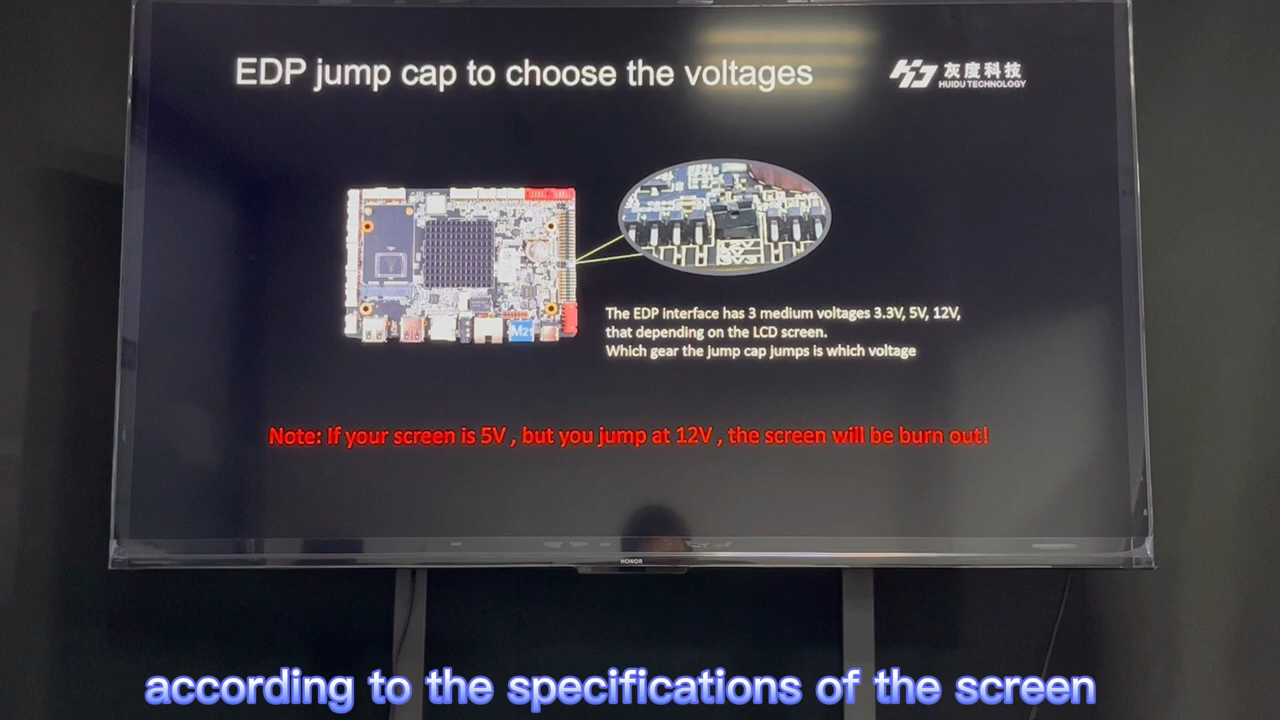 EDP jump cap to choose the voltages
灰度科技
HUIDU TECHNOLOGY
M21
The EDP interface has 3 medium voltages 3.3V, 5V, 12V,
that depending on the LCD screen.
Which gear the jump cap jumps is which voltage
Note: If your screen is 5V , but you jump at 12V , the screen will be burn out!
HONOR
according to the specifications of the screen